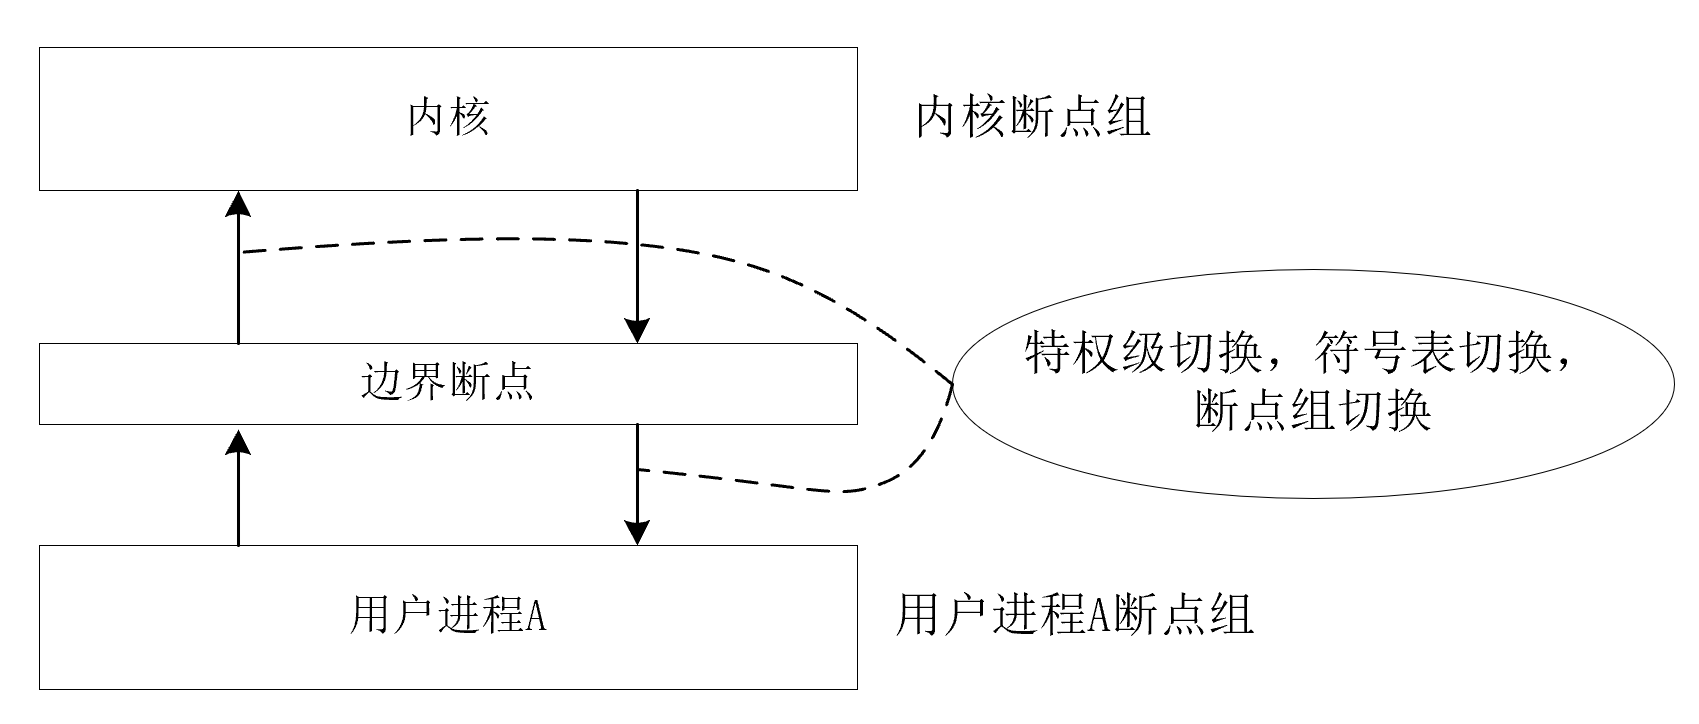 内核
内核断点组
边界断点
特权级切换，符号表切换，
断点组切换
用户进程A
用户进程A断点组